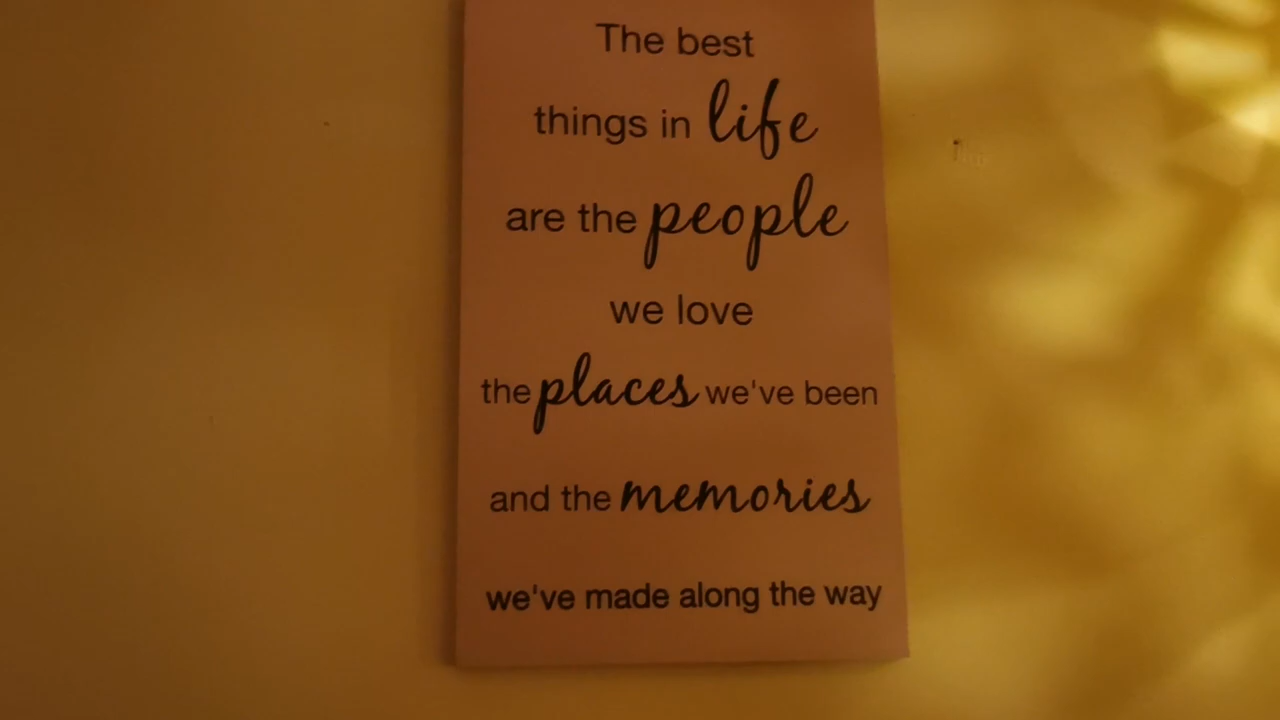 The best
things in life
are the people
we love
the places we've been
and the memories
we've made along the way